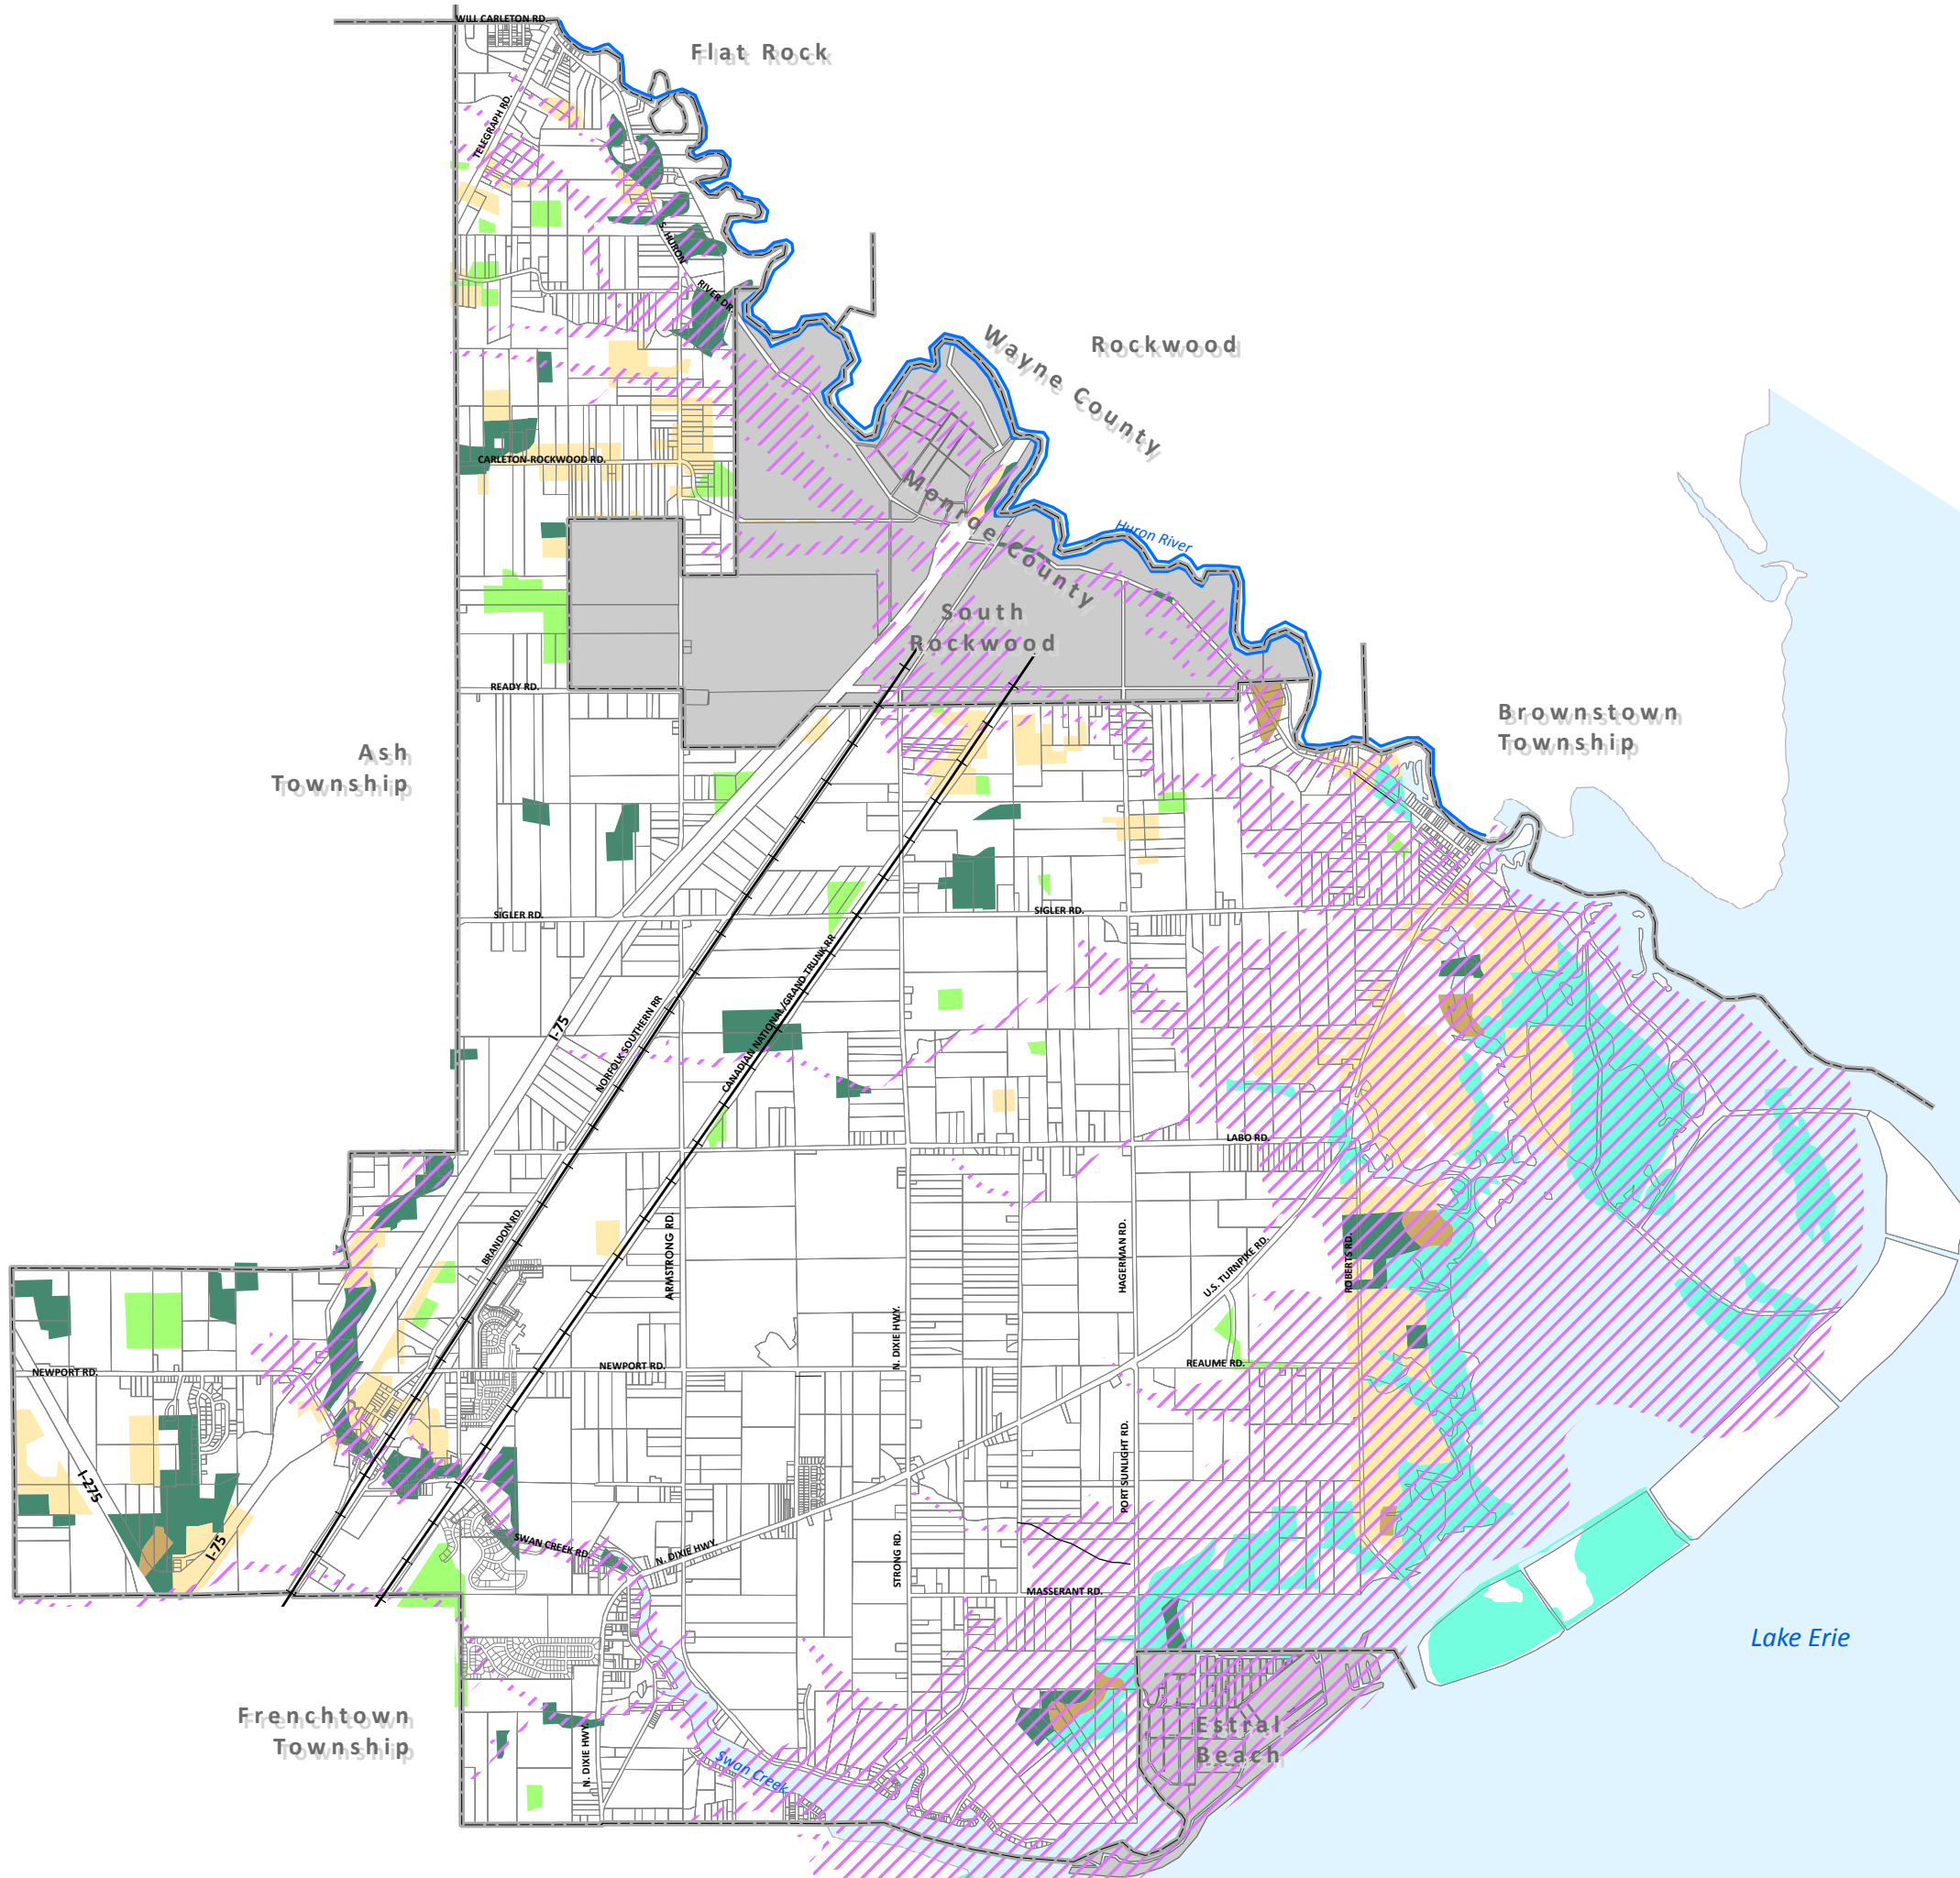 WILL CARLETON RD.
Flat Rock
TELEGRAPH RD.
S. HURON
RIVER DR.
Wayne County
Rockwood
CARLETON-ROCKWOOD RD.
Monroe County
Huron River
South
Rockwood
READY RD.
Brownstown
Township
Ash
Township
SIGLER RD.
SIGLER RD.
I-75
NORFOLK SOUTHERN RR
CANADIAN NATIONAL/GRAND TRUNK RR
LABO RD.
BRANDON RD.
ARMSTRONG RD.
HAGERMAN RD.
U.S. TURNPIKE RD.
ROBERTS RD.
N. DIXIE HWY.
NEWPORT RD.
NEWPORT RD.
REAUME RD.
PORT SUNLIGHT RD.
I-275
I-75
SWAN CREEK RD.
N. DIXIE HWY.
STRONG RD.
MASSERANT RD.
Lake Erie
Frenchtown
Township
N. DIXIE HWY.
Swan Creek
Estral
Beach